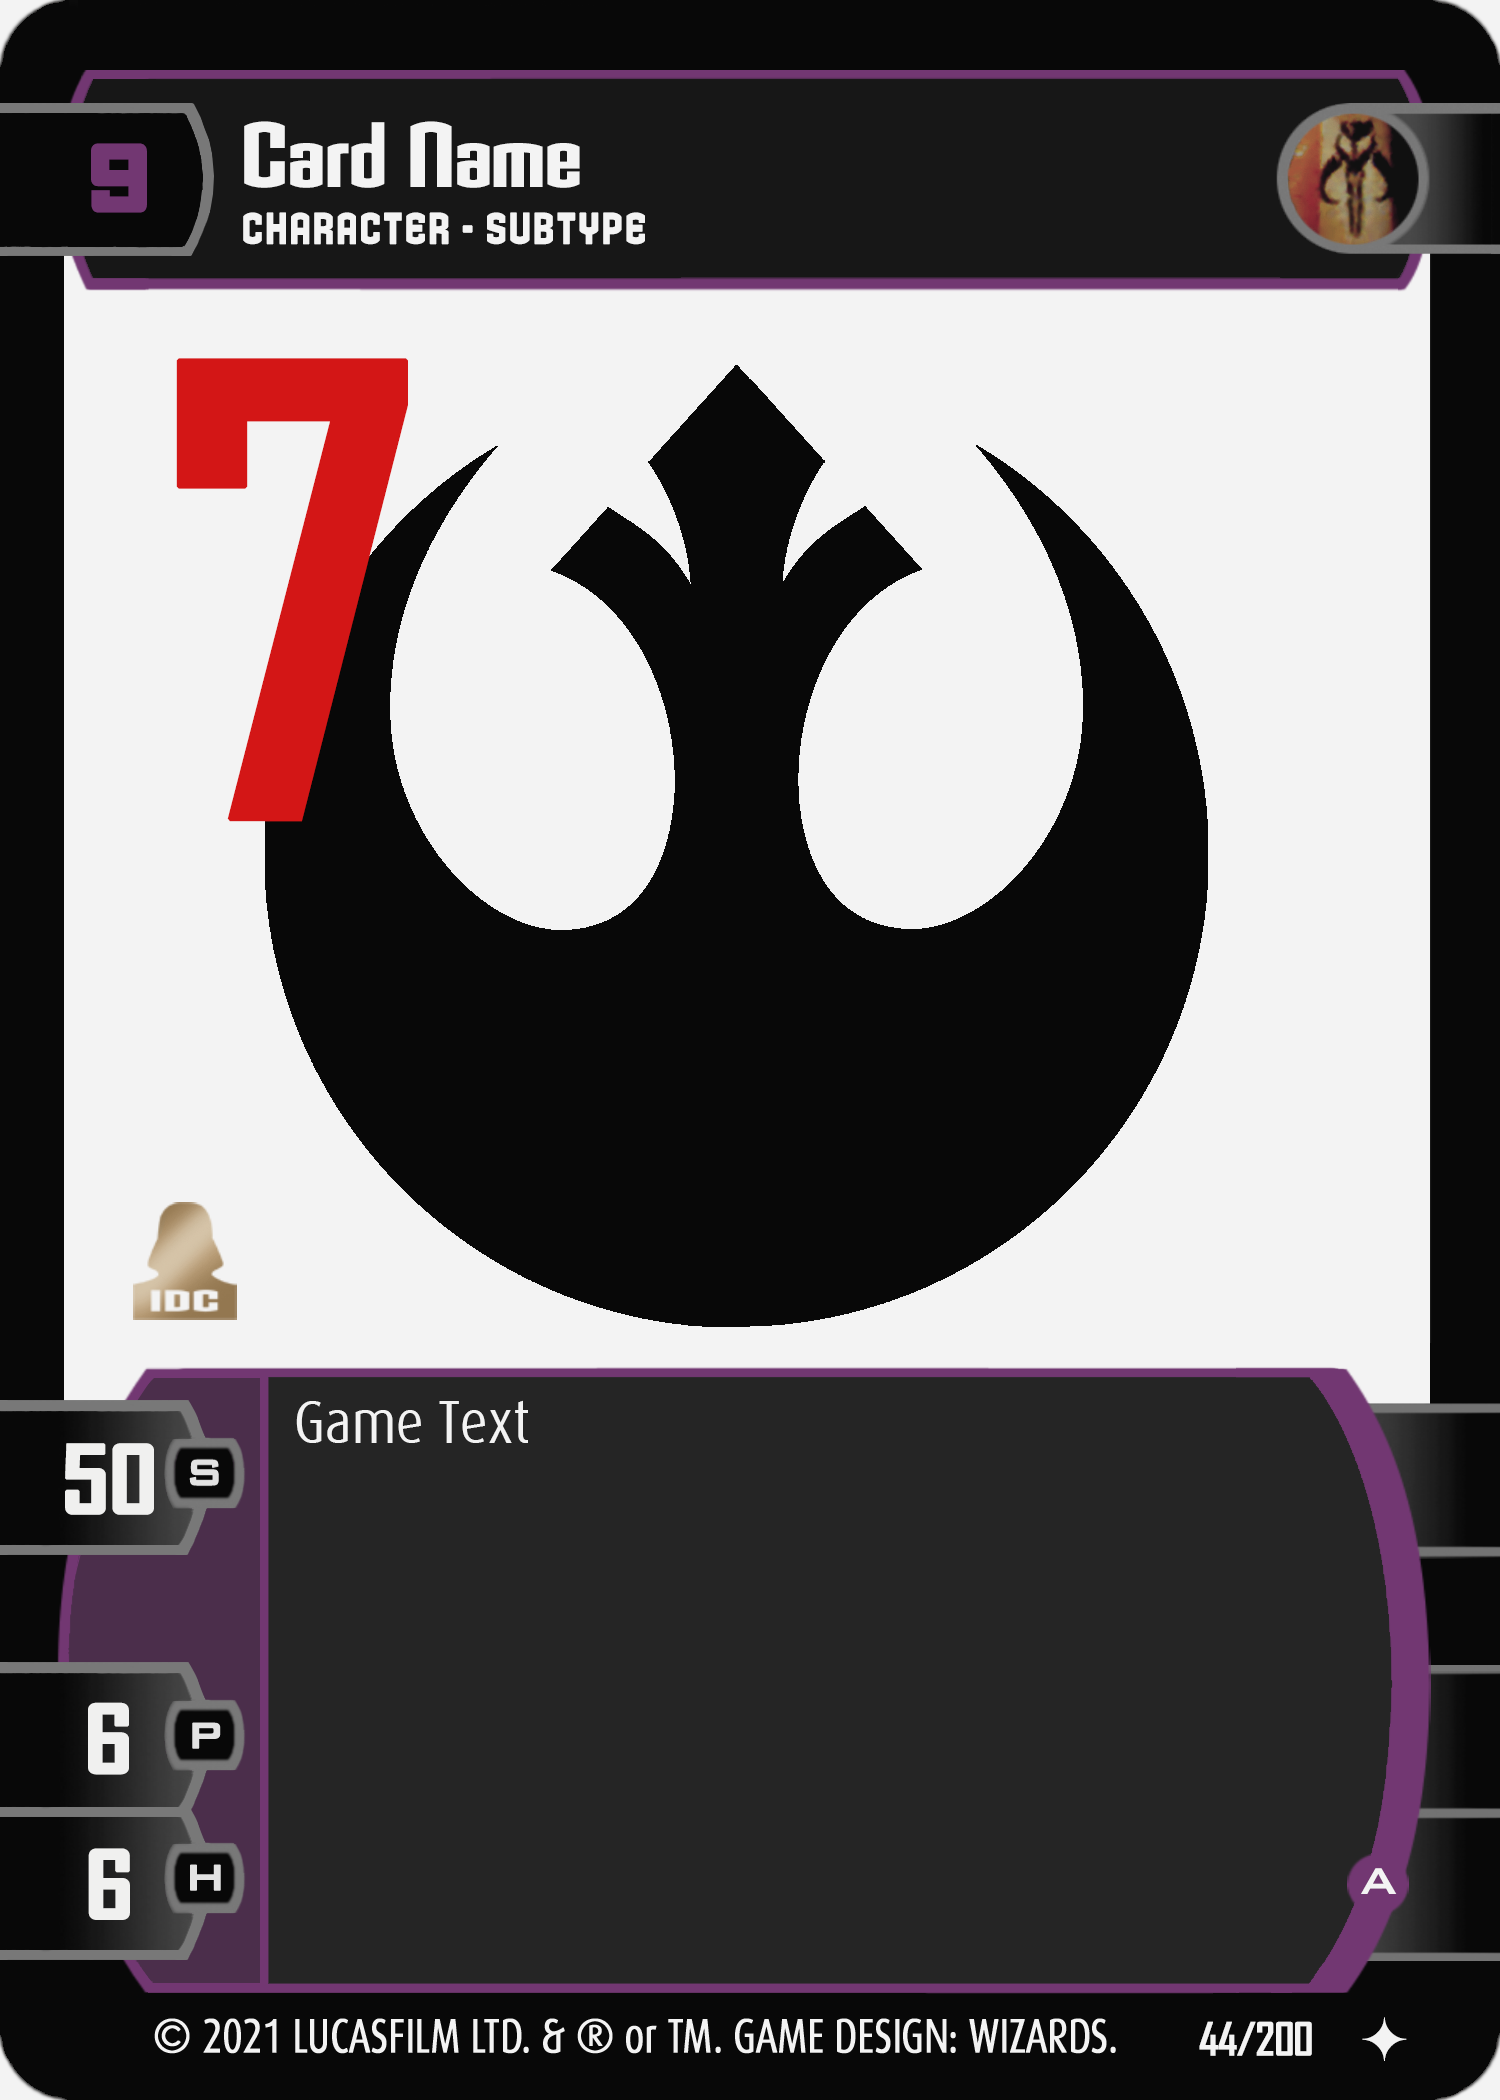 9
Card Name
CHARACTER - SUBTYPE
7
IDC
Game Text
50 S
6 P
6 H
A
© 2021 LUCASFILM LTD. & ® or TM. GAME DESIGN: WIZARDS.
44/200